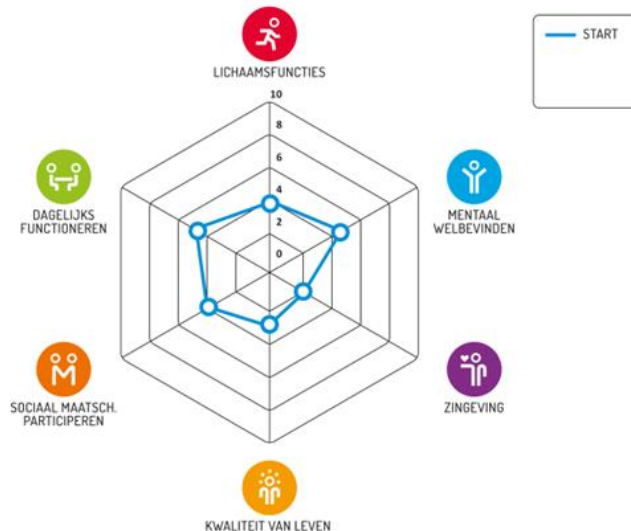 LICHAAMSFUNCTIES
START
10
8
6
4
2
0
MENTAAL
WELBEVINDEN
ZINGEVING
KWALITEIT VAN LEVEN
SOCIAAL MAATSCH.
PARTICIPEREN
DAGELIJKS
FUNCTIONEREN